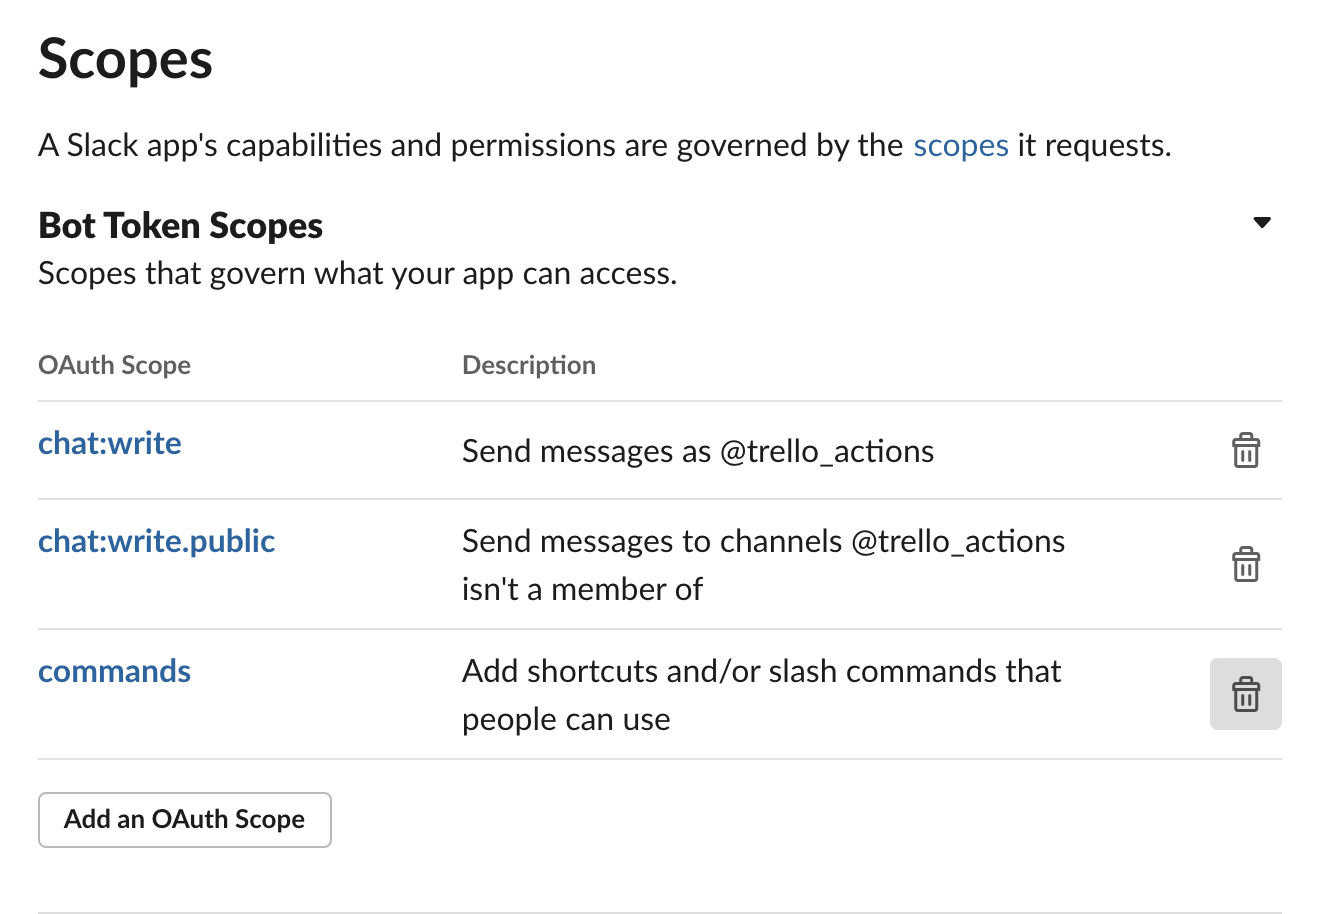 Scopes
A Slack app's capabilities and permissions are governed by the scopes it requests.
Bot Token Scopes
Scopes that govern what your app can access.
OAuth Scope Description
chat:write Send messages as @trello_actions
chat:write.public Send messages to channels @trello_actions
isn't a member of
commands Add shortcuts and/or slash commands that
people can use
Add an OAuth Scope